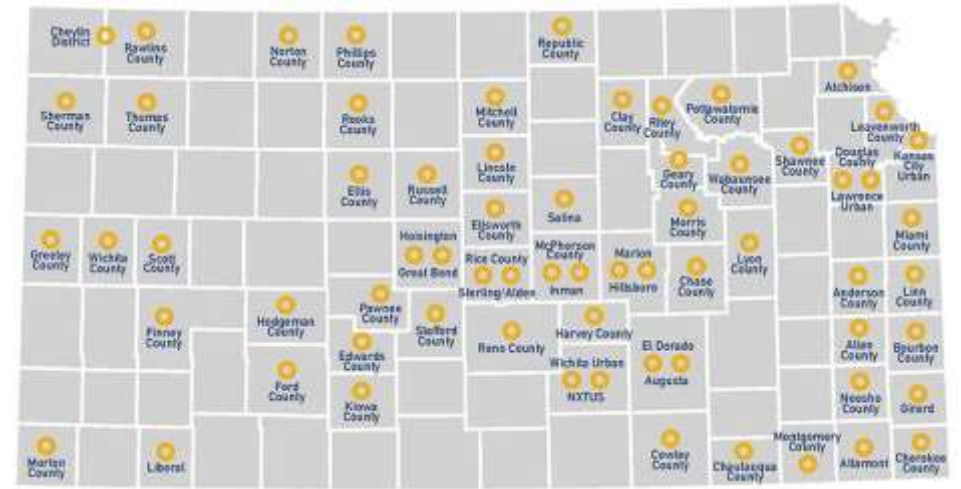 Cheylin
District
Rawlins
County
Norton
County
Phillips
County
Republic
County
Atchison
Sherman
County
Thomas
County
Rooks
County
Mitchell
County
Clay
County
Riley
County
Pottawatomie
County
Leavenworth
County
Lincoln
County
Geary
County
Wabaunsee
County
Shawnee
County
Douglas
County
Kansas
City
Urban
Ellis
County
Russell
County
Lawrence
Urban
Salina
Ellsworth
County
Morris
County
Miami
County
Greeley
County
Wichita
County
Scott
County
Hoisington
Great Bend
Rice County
Sterling/Alden
McPherson
County
Inman
Marion
Hillsboro
Chase
County
Lyon
County
Anderson
County
Linn
County
Finney
County
Hodgeman
County
Pawnee
County
Stafford
County
Reno County
Harvey County
Edwards
County
El Dorado
Augusta
Allen
County
Bourbon
County
Wichita Urban
NXTUS
Ford
County
Kiowa
County
Neosho
County
Girard
Morton
County
Liberal
Cowley
County
Chautauqua
County
Montgomery
County
Altamont
Cherokee
County